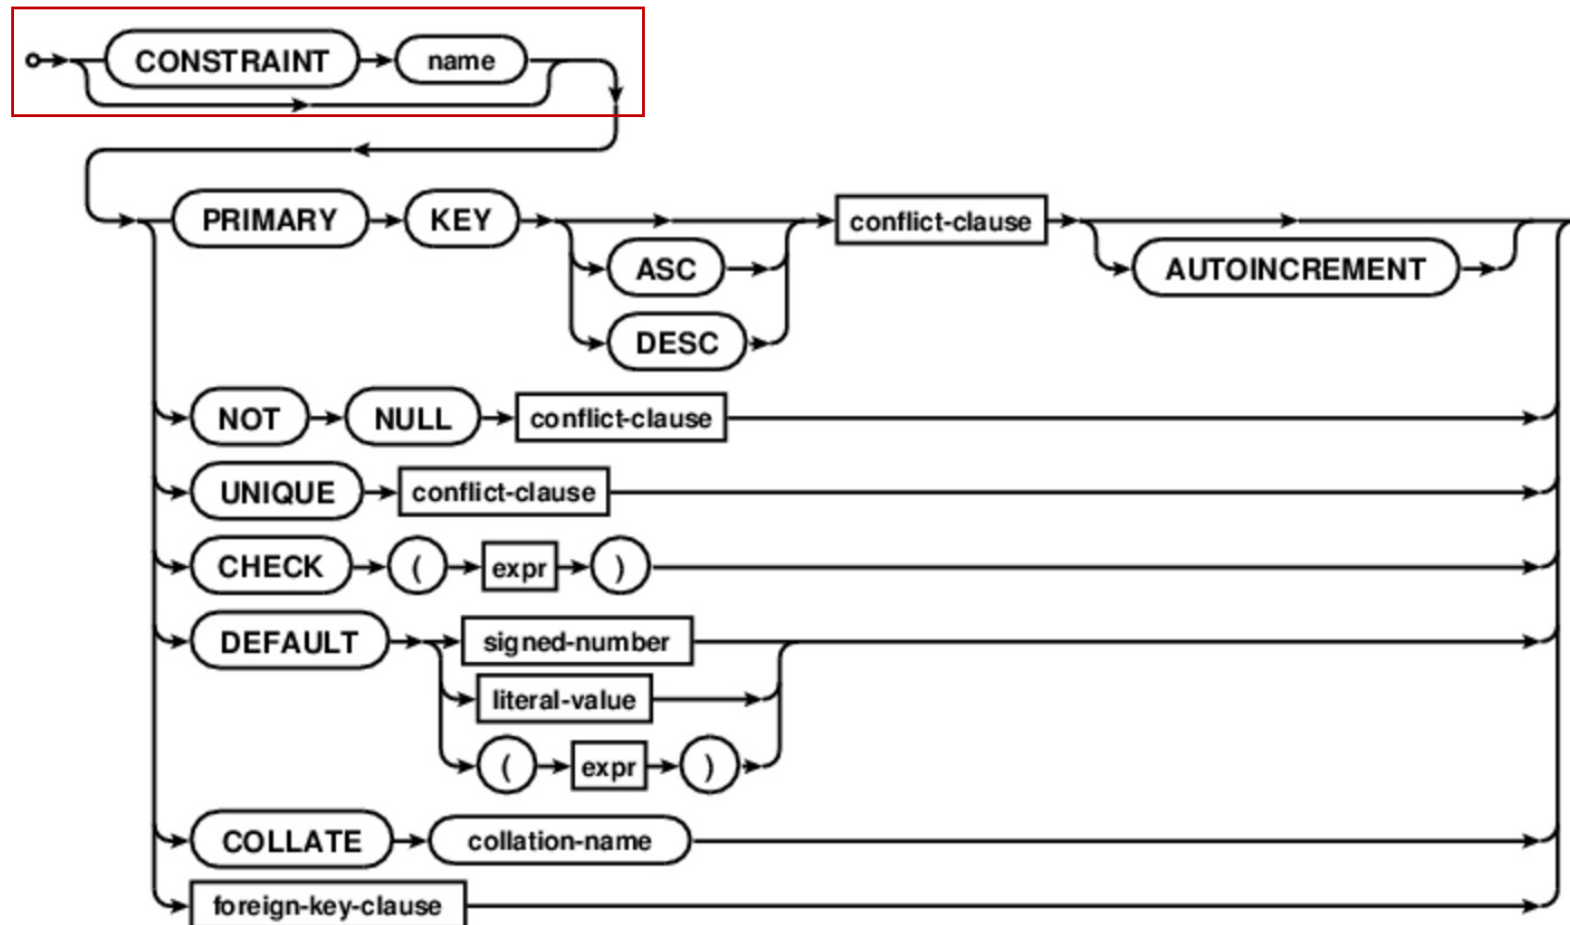 CONSTRAINT name
PRIMARY KEY conflict-clause
ASC AUTOINCREMENT
DESC
NOT NULL conflict-clause
UNIQUE conflict-clause
CHECK ( expr )
DEFAULT signed-number
literal-value
( expr )
COLLATE collation-name
foreign-key-clause